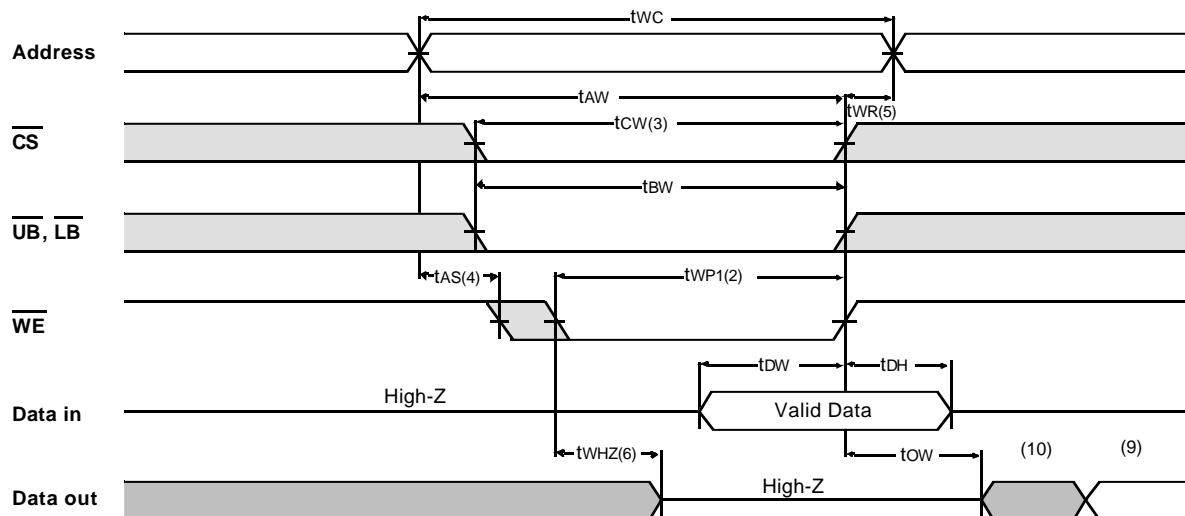 tWC
Address
tAW
tWR(5)
tCW(3)
CS
tBW
UB, LB
tAS(4)
tWP1(2)
WE
tDW
tDH
High-Z
Data in
Valid Data
tWHZ(6)
tOW
(10)
(9)
Data out
High-Z